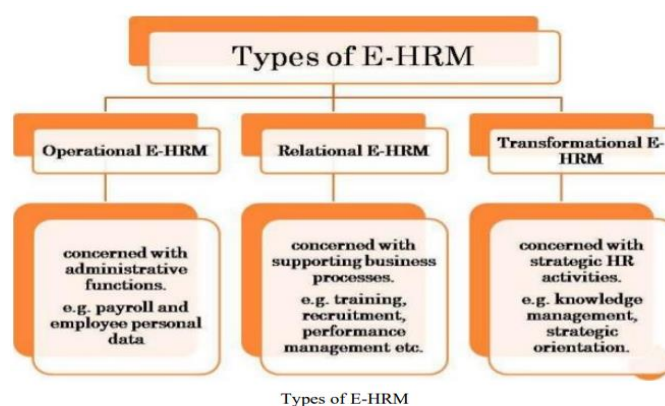 Types of E-HRM
Operational E-HRM
concerned with
administrative
functions.
e.g. payroll and
employee personal
data
Relational E-HRM
concerned with
supporting business
processes.
e.g. training,
recruitment,
performance
management etc.
Transformational E-
HRM
concerned with
strategic HR
activities.
e.g. knowledge
management,
strategic
orientation.
Types of E-HRM